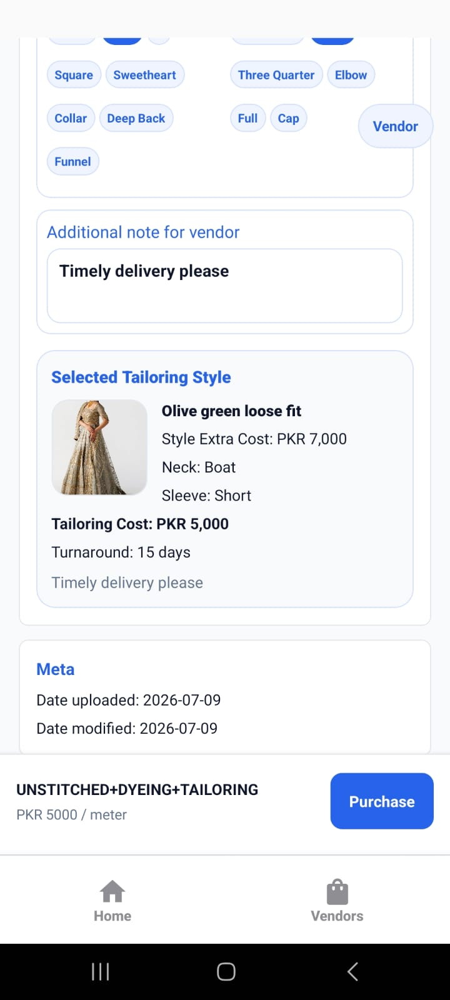 Square Sweetheart Three Quarter Elbow
Collar Deep Back Full Cap Vendor
Funnel
Additional note for vendor
Timely delivery please
Selected Tailoring Style
Olive green loose fit
Style Extra Cost: PKR 7,000
Neck: Boat
Sleeve: Short
Tailoring Cost: PKR 5,000
Turnaround: 15 days
Timely delivery please
Meta
Date uploaded: 2026-07-09
Date modified: 2026-07-09
UNSTITCHED+DYEING+TAILORING
PKR 5000 / meter
Purchase
Home Vendors